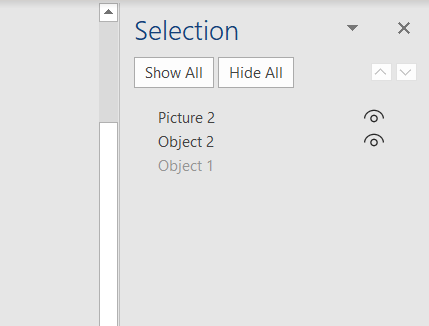 Selection
Show All Hide All
Picture 2
Object 2
Object 1